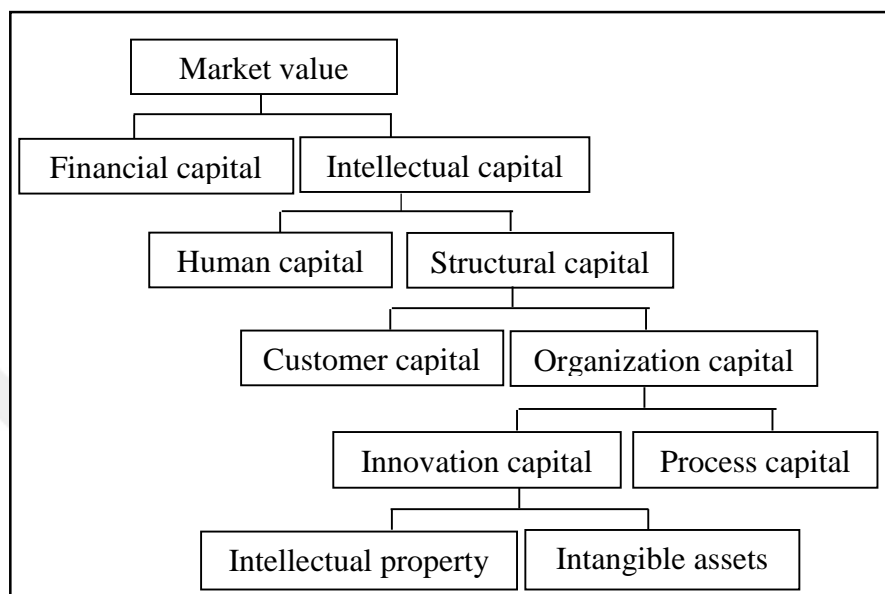 Market value
Financial capital
Intellectual capital
Human capital
Structural capital
Customer capital
Organization capital
Innovation capital
Process capital
Intellectual property
Intangible assets